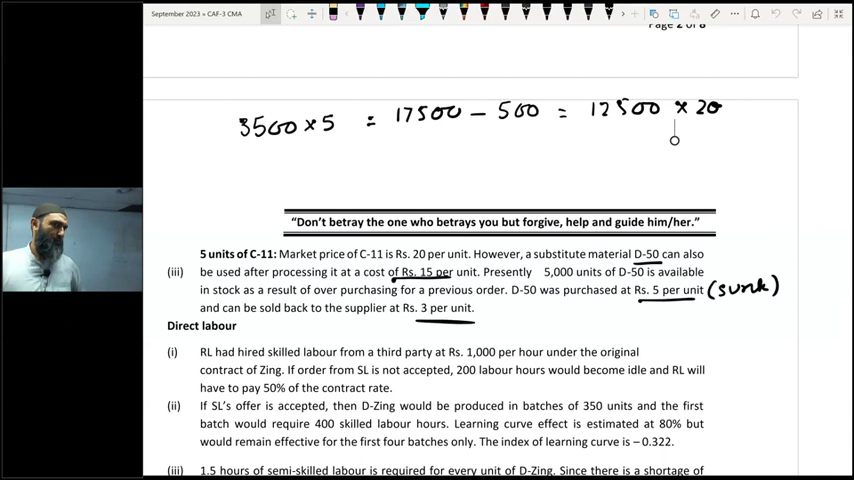 September 2023 » CAF-3 CMA
Page 2 of 8
3500 × 5 = 17500 – 500 = 12500 × 20
“Don’t betray the one who betrays you but forgive, help and guide him/her.”
5 units of C-11: Market price of C-11 is Rs. 20 per unit. However, a substitute material D-50 can also
(iii) be used after processing it at a cost of Rs. 15 per unit. Presently 5,000 units of D-50 is available
in stock as a result of over purchasing for a previous order. D-50 was purchased at Rs. 5 per unit (sunk)
and can be sold back to the supplier at Rs. 3 per unit.
Direct labour
(i) RL had hired skilled labour from a third party at Rs. 1,000 per hour under the original
contract of Zing. If order from SL is not accepted, 200 labour hours would become idle and RL will
have to pay 50% of the contract rate.
(ii) If SL’s offer is accepted, then D-Zing would be produced in batches of 350 units and the first
batch would require 400 skilled labour hours. Learning curve effect is estimated at 80% but
would remain effective for the first four batches only. The index of learning curve is – 0.322.
(iii) 1.5 hours of semi-skilled labour is required for every unit of D-Zing. Since there is a shortage of